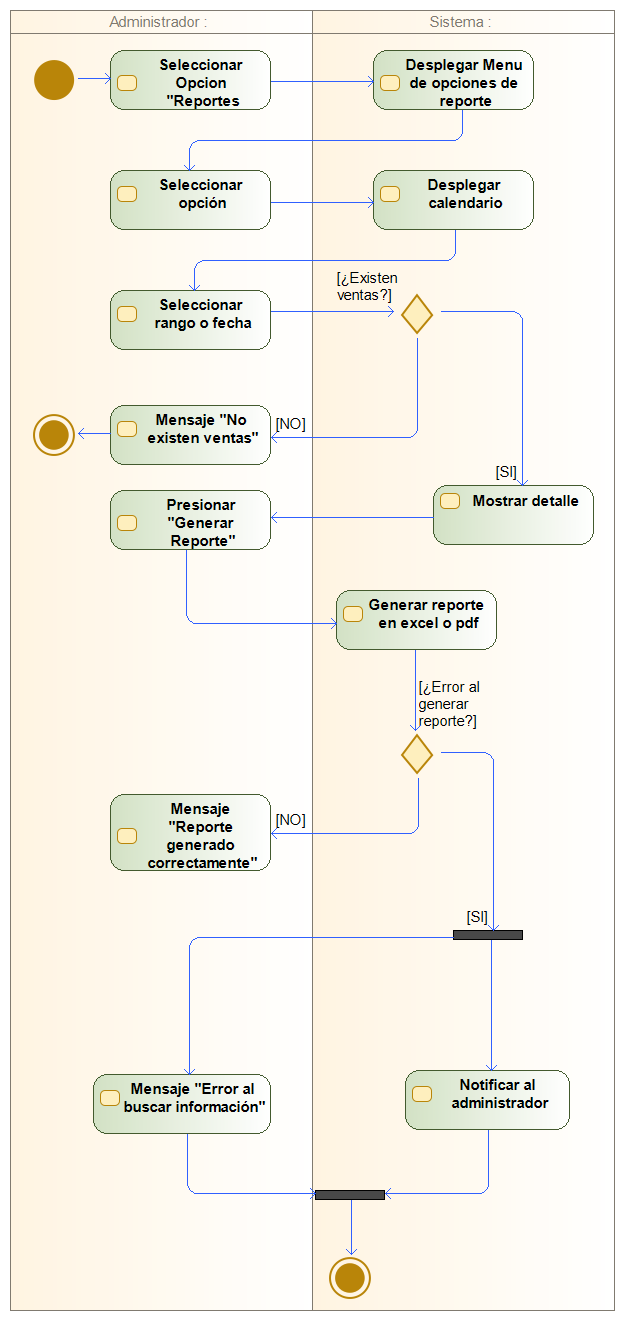 Administrador :
Sistema :
Seleccionar
Opcion
"Reportes
Desplegar Menu
de opciones de
reporte
Seleccionar
opción
Desplegar
calendario
Seleccionar
rango o fecha
[¿Existen
ventas?]
Mensaje "No
existen ventas"
[NO]
[SI]
Mostrar detalle
Presionar
"Generar
Reporte"
Generar reporte
en excel o pdf
[¿Error al
generar
reporte?]
Mensaje
"Reporte
generado
correctamente"
[NO]
[SI]
Mensaje "Error al
buscar información"
Notificar al
administrador